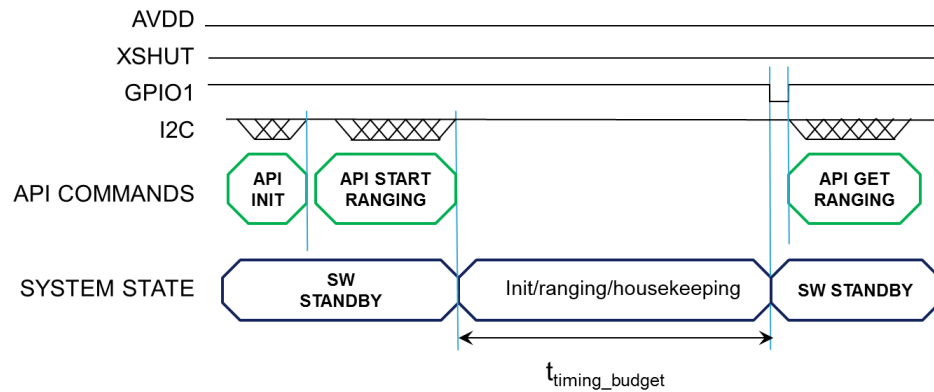 AVDD
XSHUT
GPIO1
I2C
API COMMANDS
API
INIT
API START
RANGING
API GET
RANGING
SYSTEM STATE
SW
STANDBY
Init/ranging/housekeeping
SW STANDBY
ttiming_budget